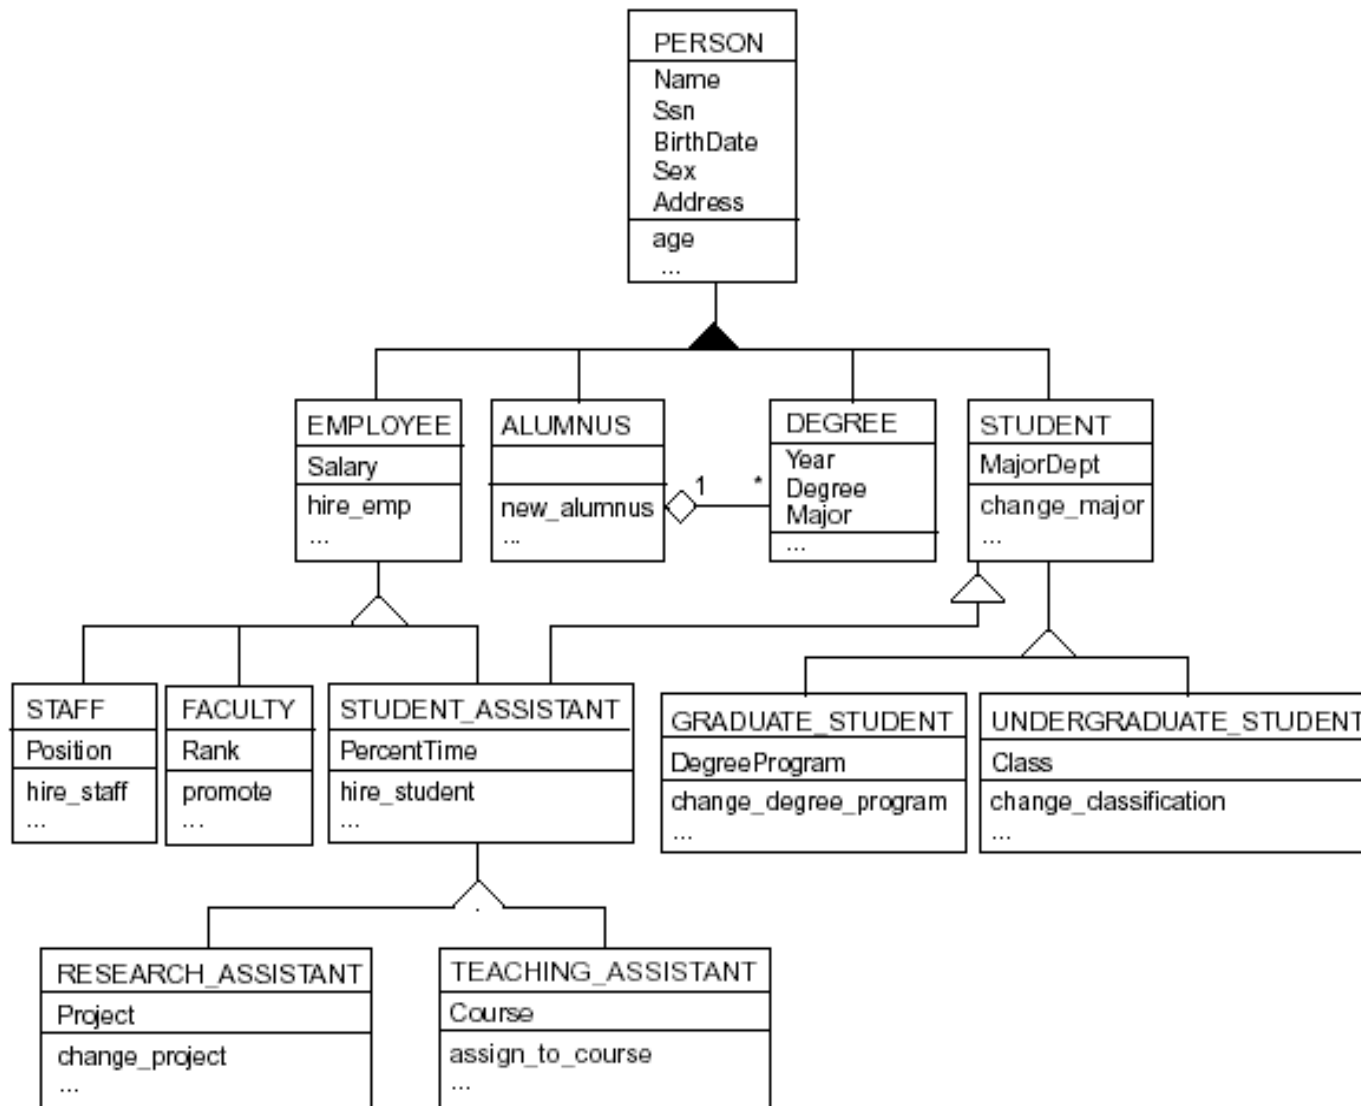 PERSON
Name
Ssn
BirthDate
Sex
Address
age
...
EMPLOYEE
Salary
hire_emp
...
ALUMNUS
new_alumnus
...
1
*
DEGREE
Year
Degree
Major
...
STUDENT
MajorDept
change_major
...
STAFF
Position
hire_staff
...
FACULTY
Rank
promote
...
STUDENT_ASSISTANT
PercentTime
hire_student
...
GRADUATE_STUDENT
DegreeProgram
change_degree_program
...
UNDERGRADUATE_STUDENT
Class
change_classification
...
RESEARCH_ASSISTANT
Project
change_project
...
TEACHING_ASSISTANT
Course
assign_to_course
...